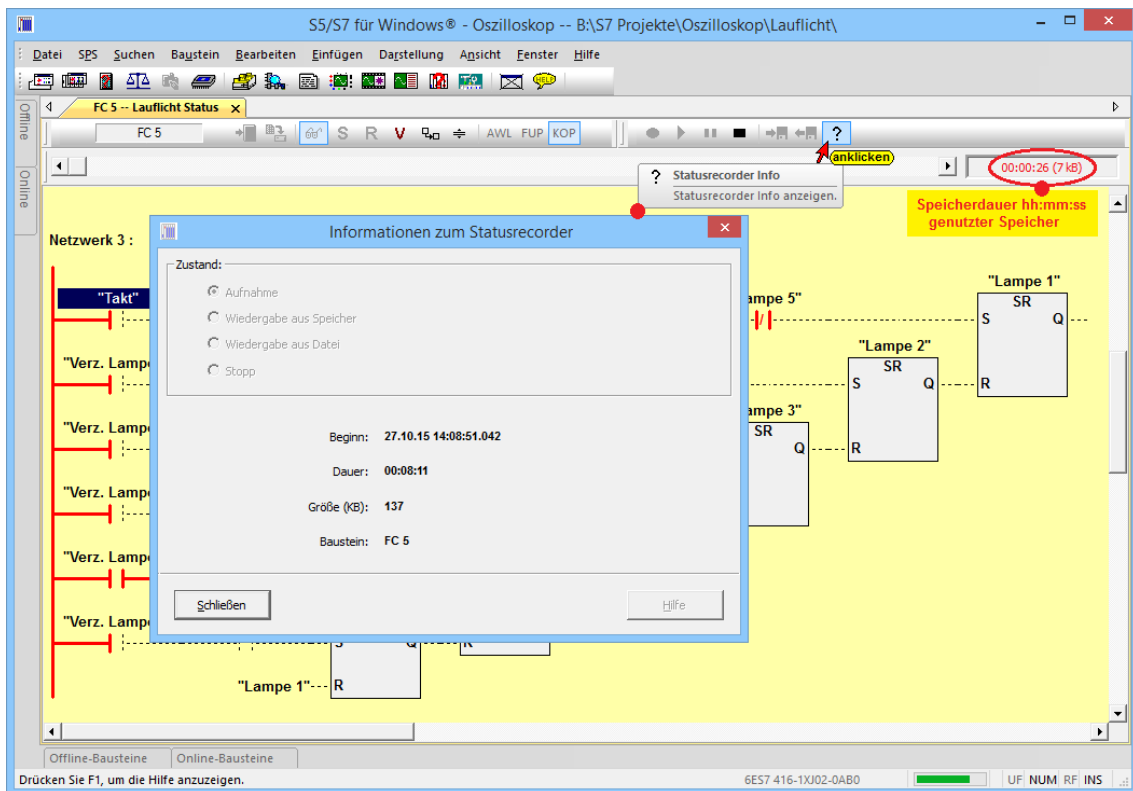 S5/S7 für Windows® - Oszilloskop -- B:\S7 Projekte\Oszilloskop\Lauflicht\
Datei SPS Suchen Baustein Bearbeiten Einfügen Darstellung Ansicht Fenster Hilfe
Offline
Online
FC 5 -- Lauflicht Status x
FC 5
S R V AWL FUP KOP
?
anklicken
00:00:26 (7 kB)
? Statusrecorder Info
Statusrecorder Info anzeigen.
Speicherdauer hh:mm:ss
genutzter Speicher
Netzwerk 3 :
Informationen zum Statusrecorder
Zustand:
Aufnahme
Wiedergabe aus Speicher
Wiedergabe aus Datei
Stopp
Beginn: 27.10.15 14:08:51.042
Dauer: 00:08:11
Größe (KB): 137
Baustein: FC 5
Schließen
Hilfe
"Takt"
"Verz. Lampe
"Verz. Lampe
"Verz. Lampe
"Verz. Lampe
"Verz. Lampe
ampe 5"
"Lampe 1"
SR
S Q
R
"Lampe 2"
SR
S Q
R
ampe 3"
SR
Q
S Q
R
"Lampe 1" R
Offline-Bausteine Online-Bausteine
Drücken Sie F1, um die Hilfe anzuzeigen.
6ES7 416-1XJ02-0AB0
UF NUM RF INS